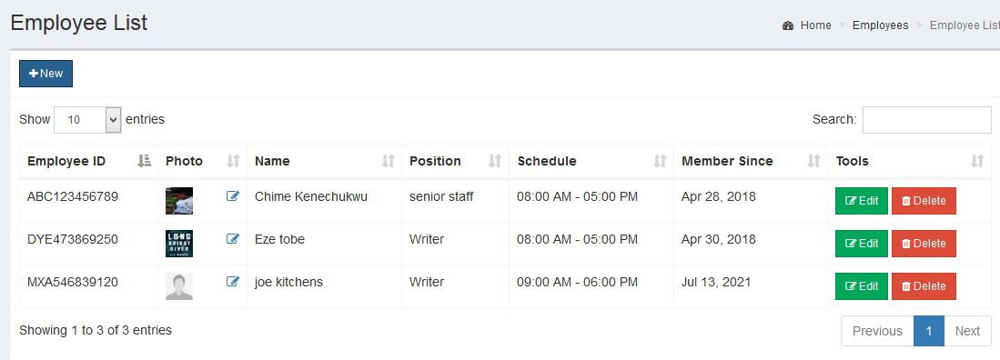 Employee List
Home > Employees > Employee List
New
Show 10 entries
Search:
Employee ID Photo Name Position Schedule Member Since Tools
ABC123456789 Chime Kenechukwu senior staff 08:00 AM - 05:00 PM Apr 28, 2018 Edit Delete
DYE473869250 LONG BRIGHT RIVER Eze tobe Writer 08:00 AM - 05:00 PM Apr 30, 2018 Edit Delete
MXA546839120 joe kitchens Writer 09:00 AM - 06:00 PM Jul 13, 2021 Edit Delete
Showing 1 to 3 of 3 entries
Previous 1 Next